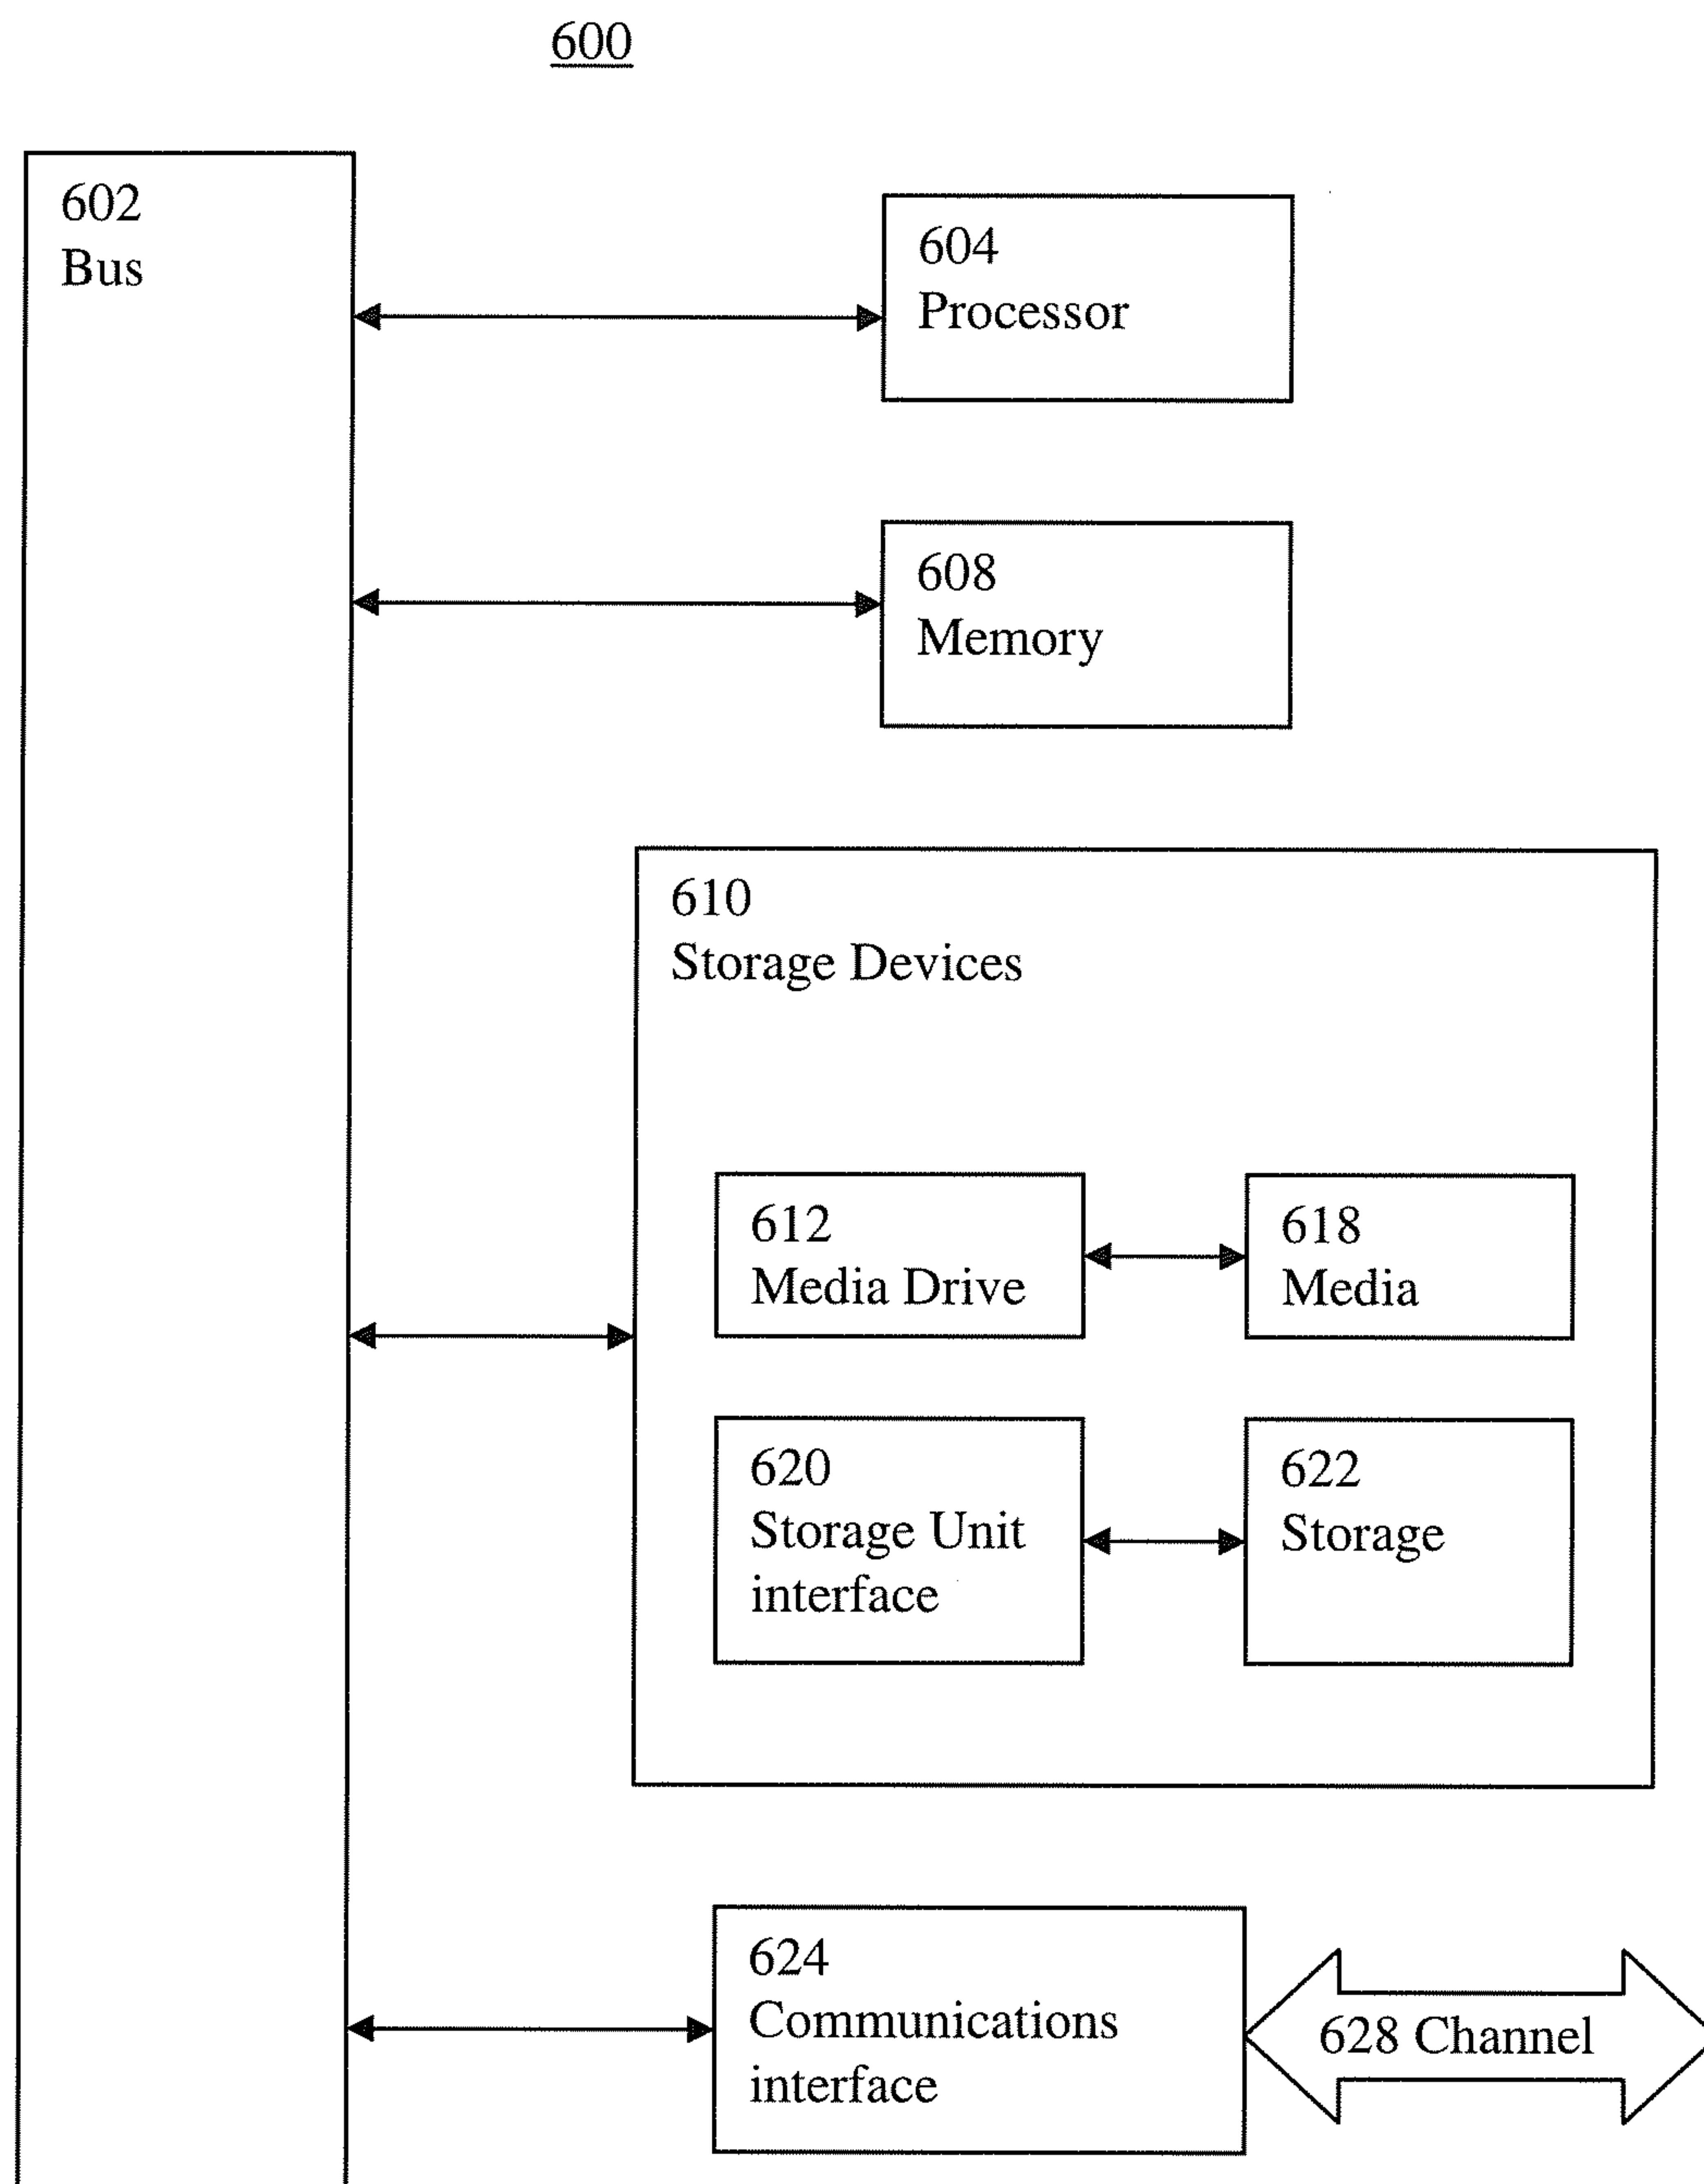 600
602
Bus
604
Processor
608
Memory
610
Storage Devices
612
Media Drive
618
Media
620
Storage Unit
interface
622
Storage
624
Communications
interface
628 Channel